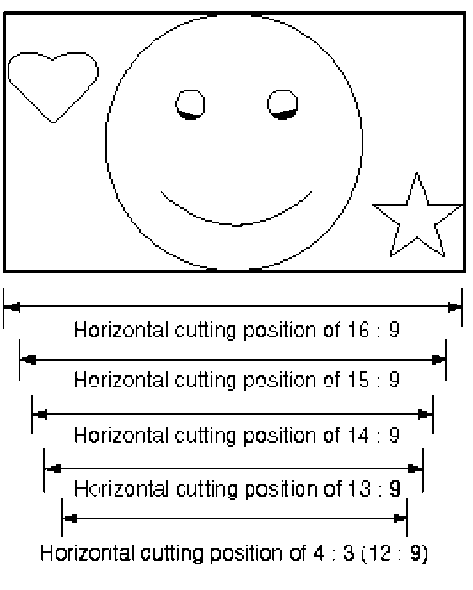 Horizontal cutting position of 16 : 9
Horizontal cutting position of 15 : 9
Horizontal cutting position of 14 : 9
Horizontal cutting position of 13 : 9
Horizontal cutting position of 4 : 3 (12 : 9)